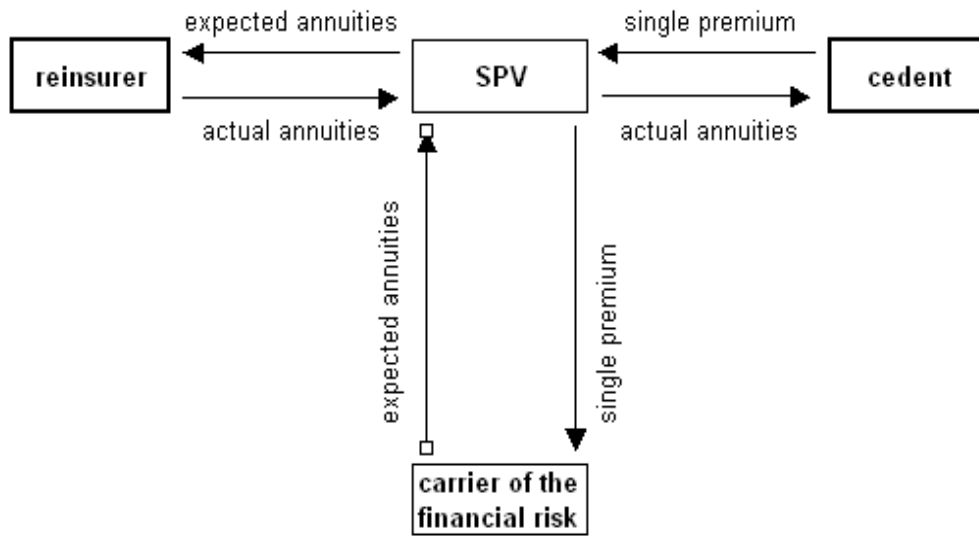 expected annuities
single premium
reinsurer
SPV
cedent
actual annuities
actual annuities
expected annuities
single premium
carrier of the
financial risk